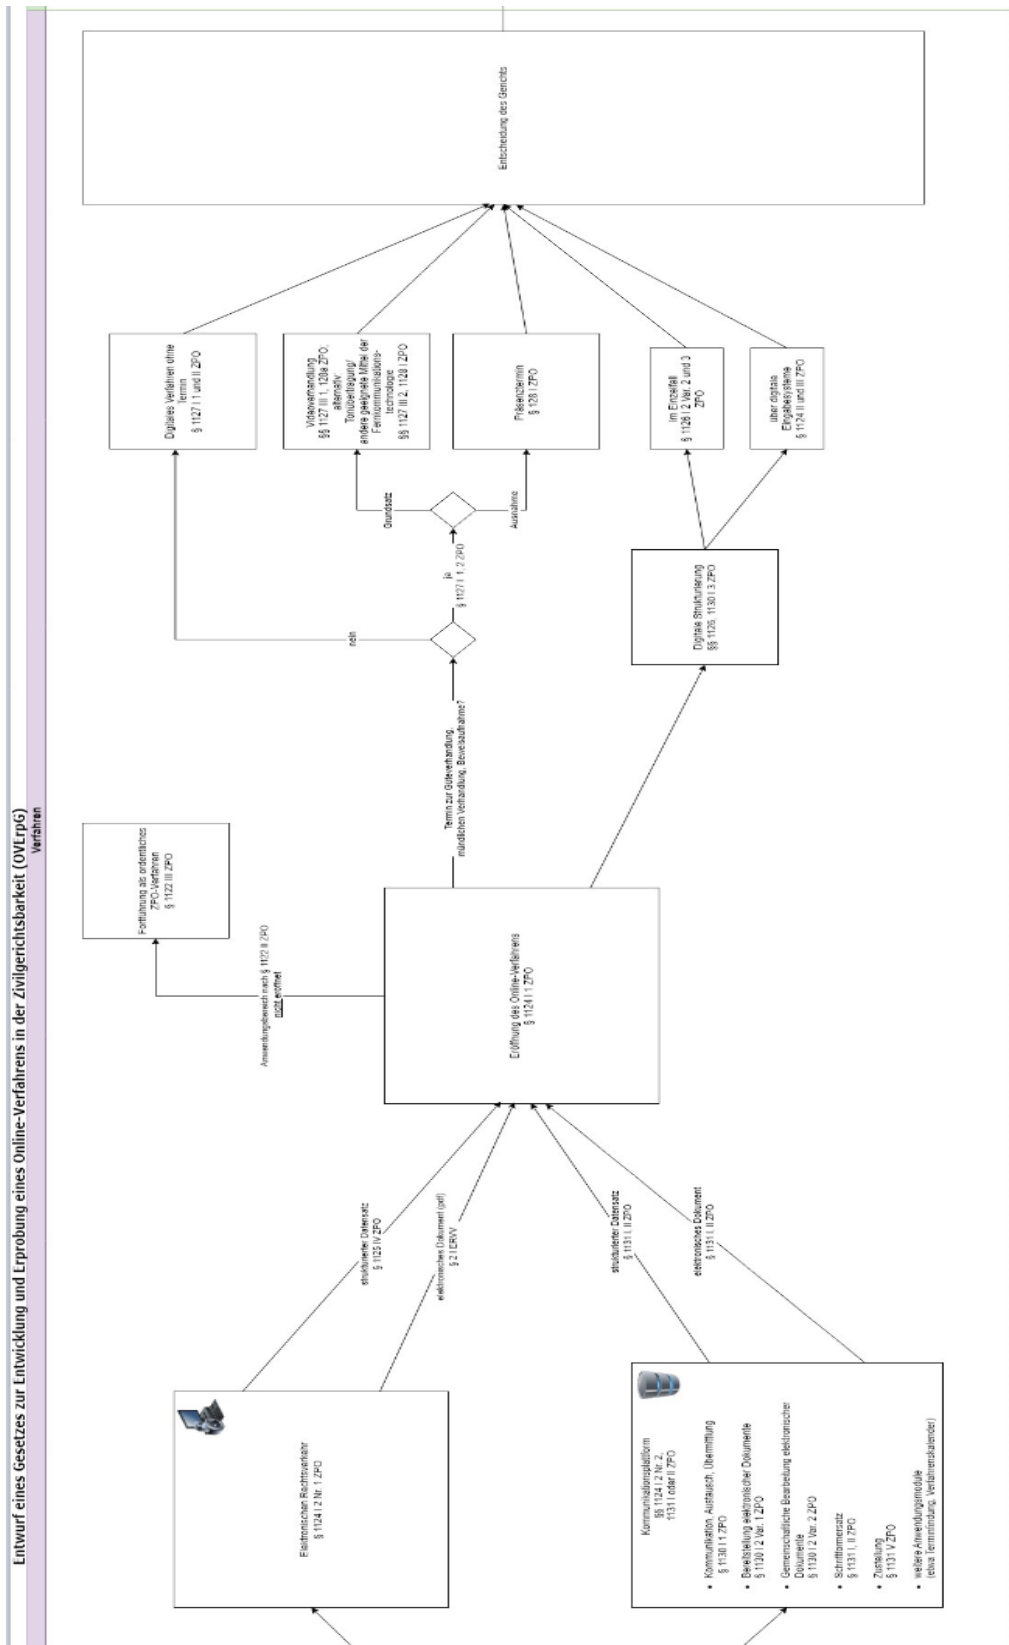 Entwurf eines Gesetzes zur Entwicklung und Erprobung eines Online-Verfahrens in der Zivilgerichtsbarkeit (OVErpG)
Verfahren
Elektronischen Rechtsverkehr
§ 1124 I 2 Nr. 1 ZPO
Kommunikationsplattform
§§ 1124 I 2 Nr. 2,
1131 I oder II ZPO
• Kommunikation, Austausch, Übermittlung
§ 1130 I 1 ZPO
• Bereitstellung elektronischer Dokumente
§ 1130 I 2 Var. 1 ZPO
• Gemeinschaftliche Bearbeitung elektronischer
Dokumente
§ 1130 I 2 Var. 2 ZPO
• Schriftformersatz
§ 1131 I, II ZPO
• Zustellung
§ 1131 V ZPO
• weitere Anwendungsmodule
(etwa Terminfindung, Verfahrenskalender)
strukturierter Datensatz
§ 1125 IV ZPO
elektronisches Dokument (pdf)
§ 2 I ERVV
strukturierter Datensatz
§ 1131 I, II ZPO
elektronisches Dokument
§ 1131 I, II ZPO
Eröffnung des Online-Verfahrens
§ 1124 I 1 ZPO
Anwendungsbereich nach § 1122 II ZPO
nicht eröffnet
Fortführung als ordentliches
ZPO-Verfahren
§ 1122 III ZPO
Termin zur Güteverhandlung,
mündlichen Verhandlung, Beweisaufnahme?
nein
ja
§ 1127 I 1, 2 ZPO
Grundsatz
Ausnahme
Digitales Verfahren ohne
Termin
§ 1127 I 1 und II ZPO
Videoverhandlung
§§ 1127 III 1, 128a ZPO,
alternativ
Tonübertragung/
andere geeignete Mittel der
Fernkommunikations-
technologie
§§ 1127 III 2, 1128 I ZPO
Präsenztermin
§ 128 I ZPO
Digitale Strukturierung
§§ 1126, 1130 I 3 ZPO
im Einzelfall
§ 1126 I 2 Var. 2 und 3
ZPO
über digitale
Eingabesysteme
§ 1124 II und III ZPO
Entscheidung des Gerichts